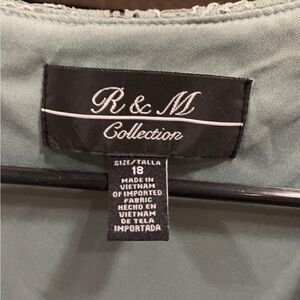 R & M
Collection
SIZE/TALLA
18
MADE IN
VIETNAM
OF IMPORTED
FABRIC
HECHO EN
VIETNAM
DE TELA
IMPORTADA